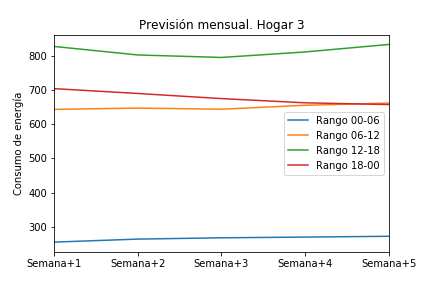 Previsión mensual. Hogar 3
Consumo de energía
800
700
600
500
400
300
Rango 00-06
Rango 06-12
Rango 12-18
Rango 18-00
Semana+1 Semana+2 Semana+3 Semana+4 Semana+5